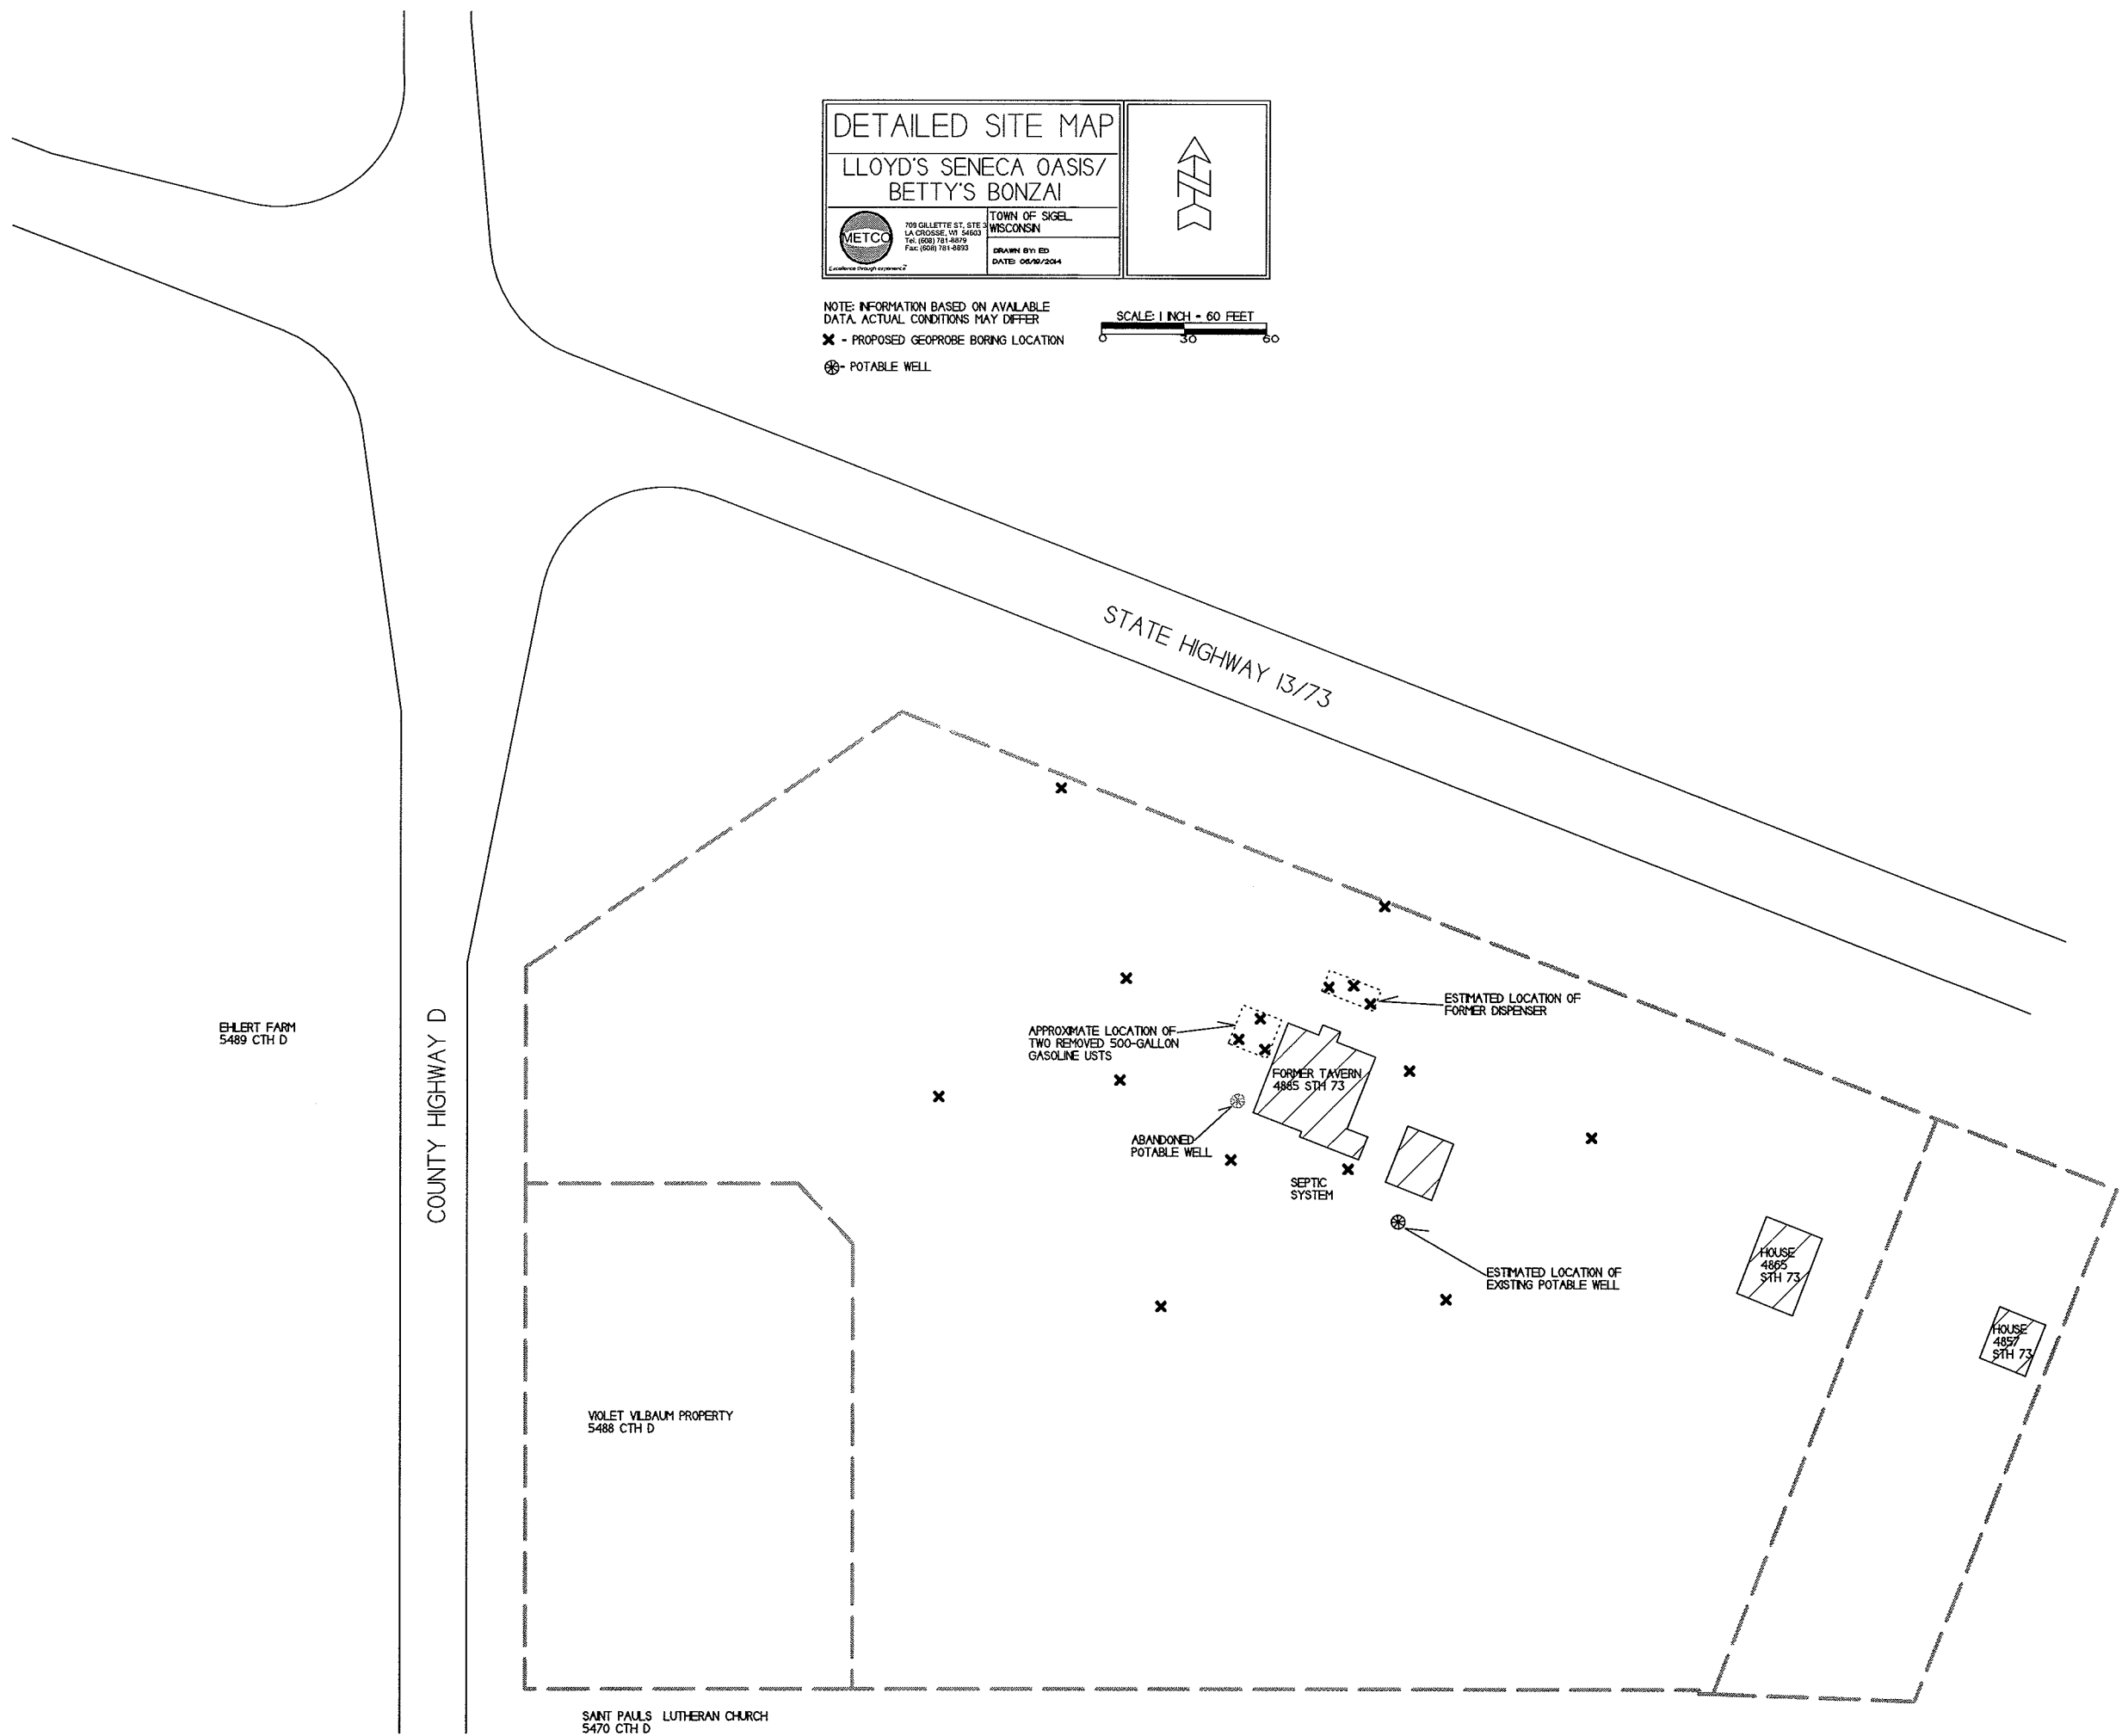 DETAILED SITE MAP
LLOYD'S SENECA OASIS/
BETTY'S BONZAI
METCO
Excellence through experience
709 GILLETTE ST, STE 3
LA CROSSE, WI 54603
Tel: (608) 781-8879
Fax: (608) 781-8893
TOWN OF SIGEL
WISCONSIN
DRAWN BY: ED
DATE: 06/19/2014
N
NOTE: INFORMATION BASED ON AVAILABLE
DATA. ACTUAL CONDITIONS MAY DIFFER
X - PROPOSED GEOPROBE BORING LOCATION
- POTABLE WELL
SCALE: 1 INCH = 60 FEET
0 30 60
STATE HIGHWAY 13/73
COUNTY HIGHWAY D
EHLERT FARM
5489 CTH D
ESTIMATED LOCATION OF
FORMER DISPENSER
APPROXIMATE LOCATION OF
TWO REMOVED 500-GALLON
GASOLINE USTS
FORMER TAVERN
4885 STH 73
ABANDONED
POTABLE WELL
SEPTIC
SYSTEM
ESTIMATED LOCATION OF
EXISTING POTABLE WELL
HOUSE
4865
STH 73
HOUSE
4857
STH 73
VIOLET VILBAUM PROPERTY
5488 CTH D
SAINT PAULS LUTHERAN CHURCH
5470 CTH D